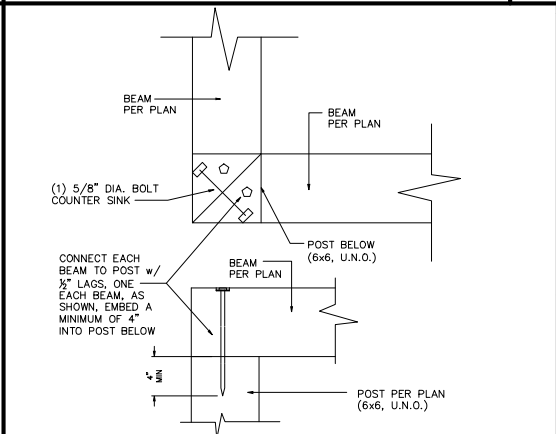 BEAM
PER PLAN
BEAM
PER PLAN
(1) 5/8" DIA. BOLT
COUNTER SINK
POST BELOW
(6x6, U.N.O.)
CONNECT EACH
BEAM TO POST w/
½" LAGS, ONE
EACH BEAM, AS
SHOWN, EMBED A
MINIMUM OF 4"
INTO POST BELOW
BEAM
PER PLAN
4"
MIN
POST PER PLAN
(6x6, U.N.O.)